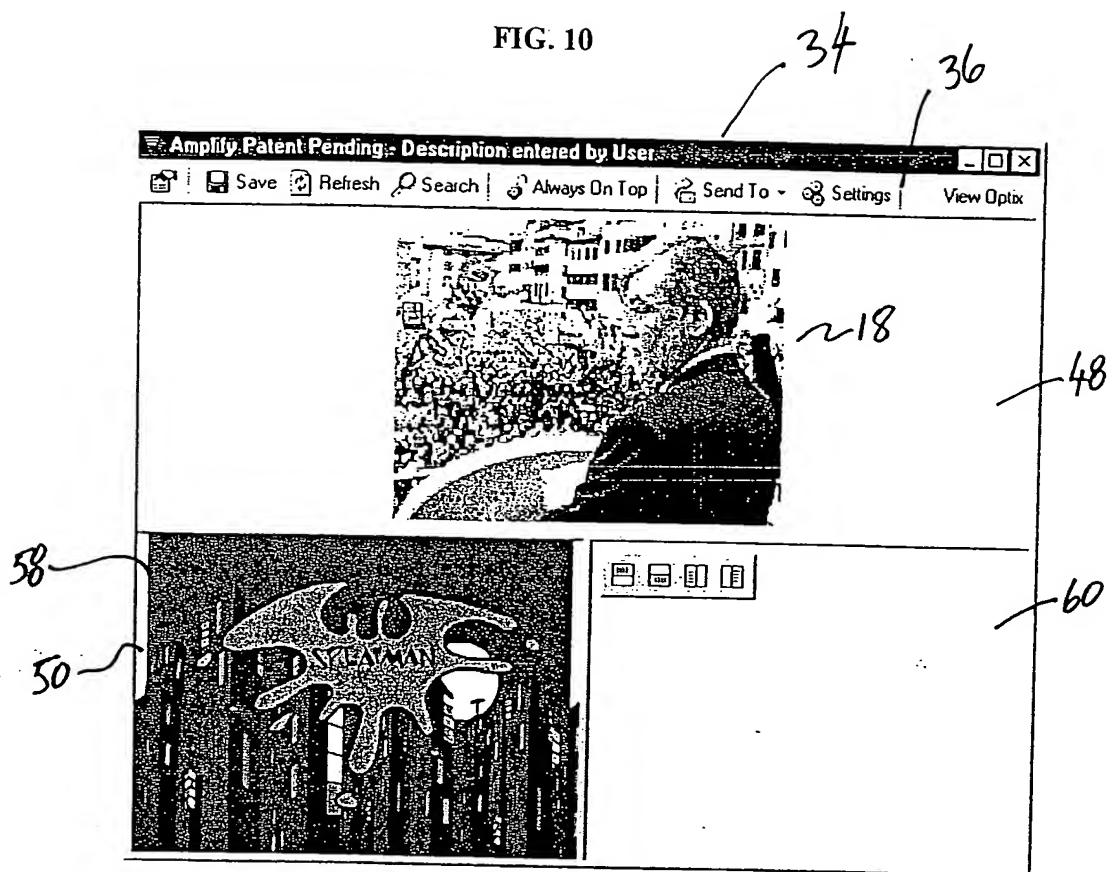 FIG. 10
34
36
Amplify Patent Pending - Description entered by User
Save Refresh Search Always On Top Send To Settings View Optix
18
48
58
50
60